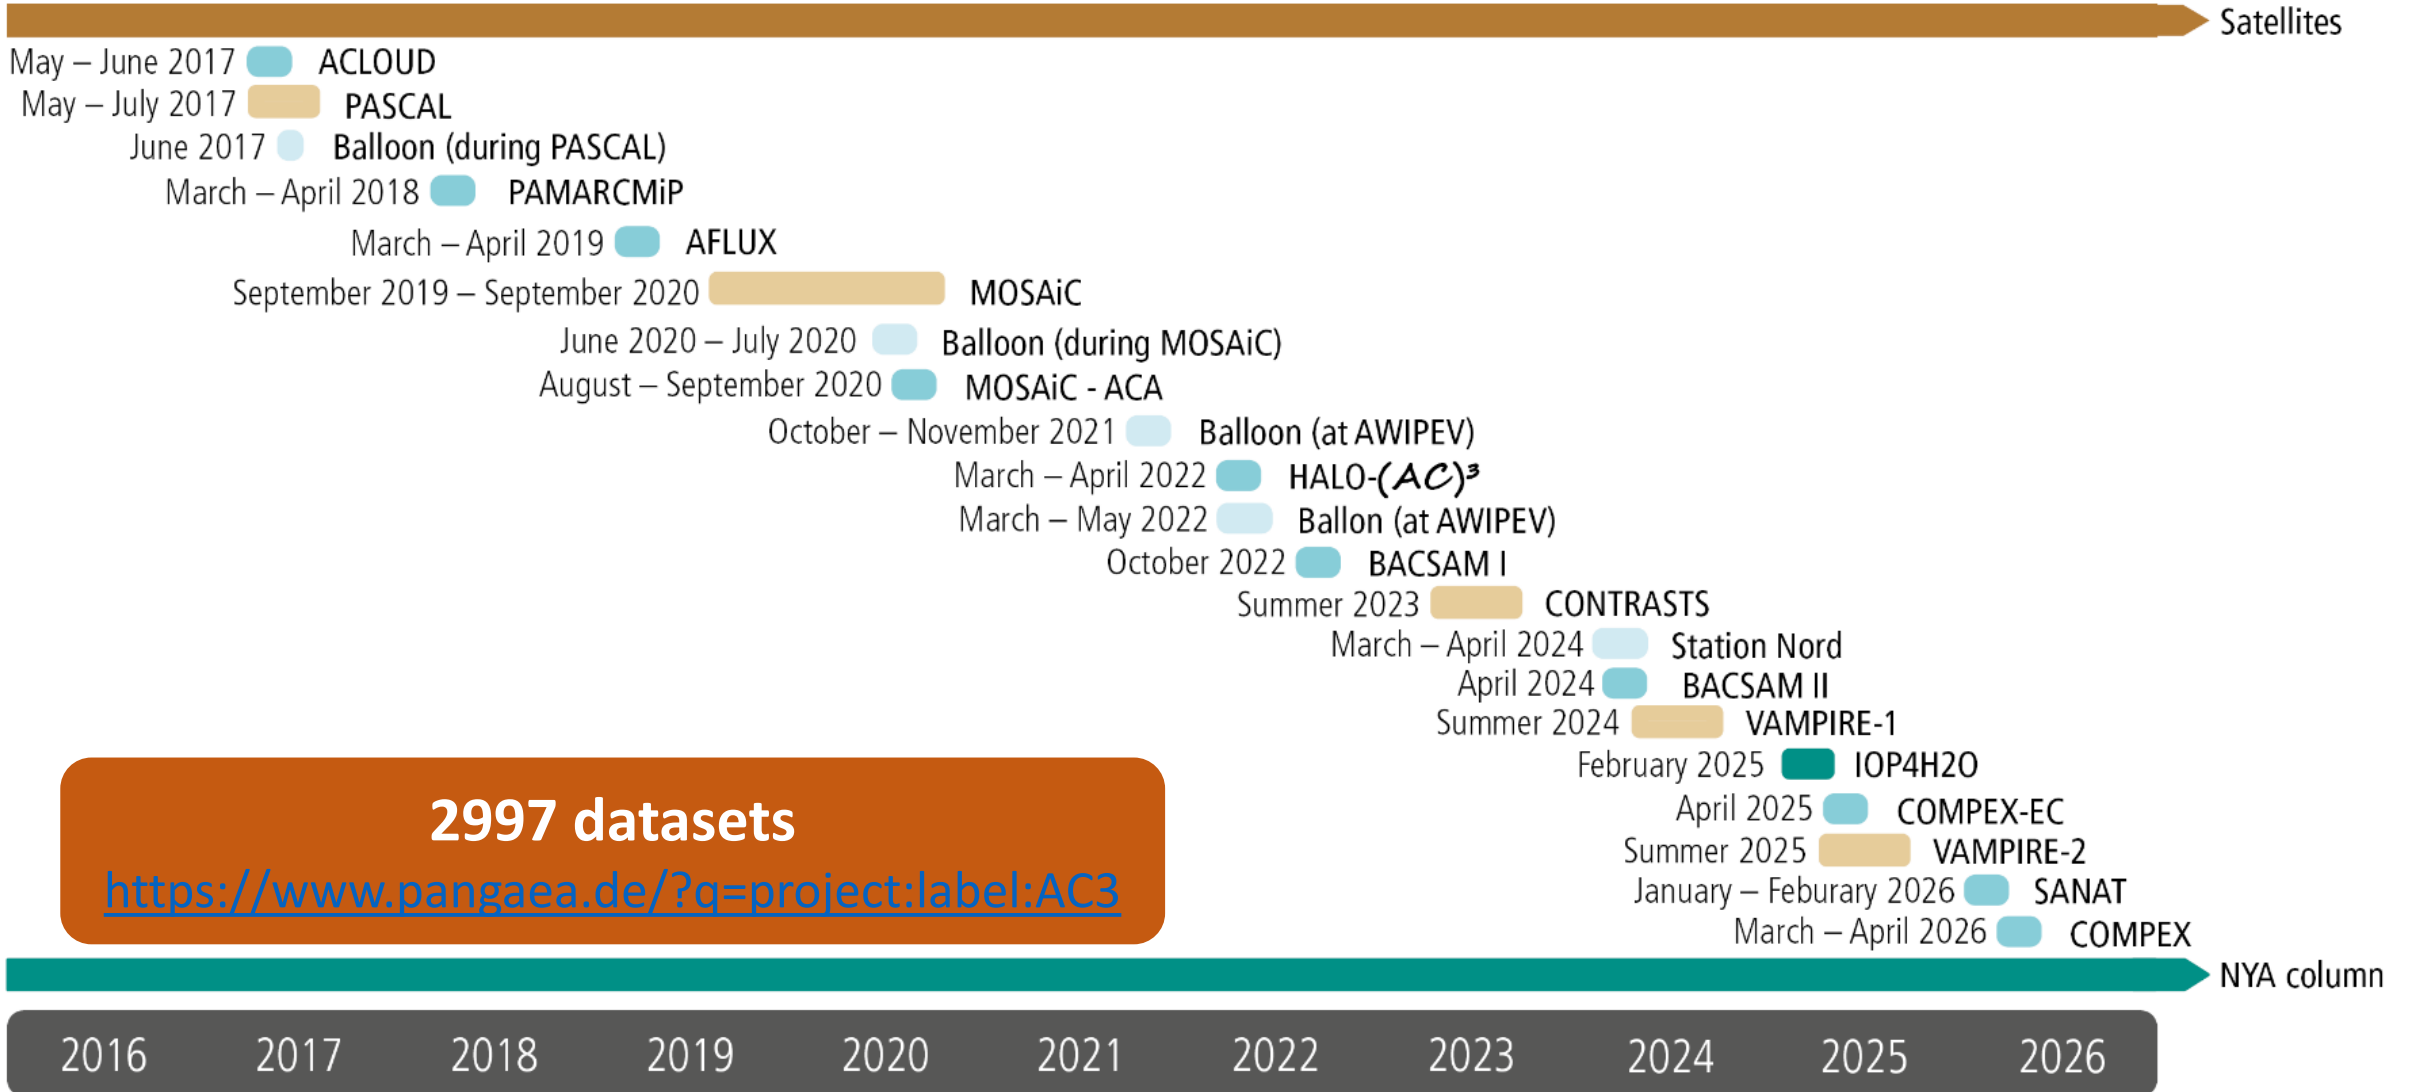 Satellites
May – June 2017 ACLOUD
May – July 2017 PASCAL
June 2017 Balloon (during PASCAL)
March – April 2018 PAMARCMiP
March – April 2019 AFLUX
September 2019 – September 2020 MOSAiC
June 2020 – July 2020 Balloon (during MOSAiC)
August – September 2020 MOSAiC - ACA
October – November 2021 Balloon (at AWIPEV)
March – April 2022 HALO-(AC)³
March – May 2022 Ballon (at AWIPEV)
October 2022 BACSAM I
Summer 2023 CONTRASTS
March – April 2024 Station Nord
April 2024 BACSAM II
Summer 2024 VAMPIRE-1
February 2025 IOP4H2O
April 2025 COMPEX-EC
Summer 2025 VAMPIRE-2
January – Feburary 2026 SANAT
March – April 2026 COMPEX
2997 datasets
https://www.pangaea.de/?q=project:label:AC3
NYA column
2016 2017 2018 2019 2020 2021 2022 2023 2024 2025 2026